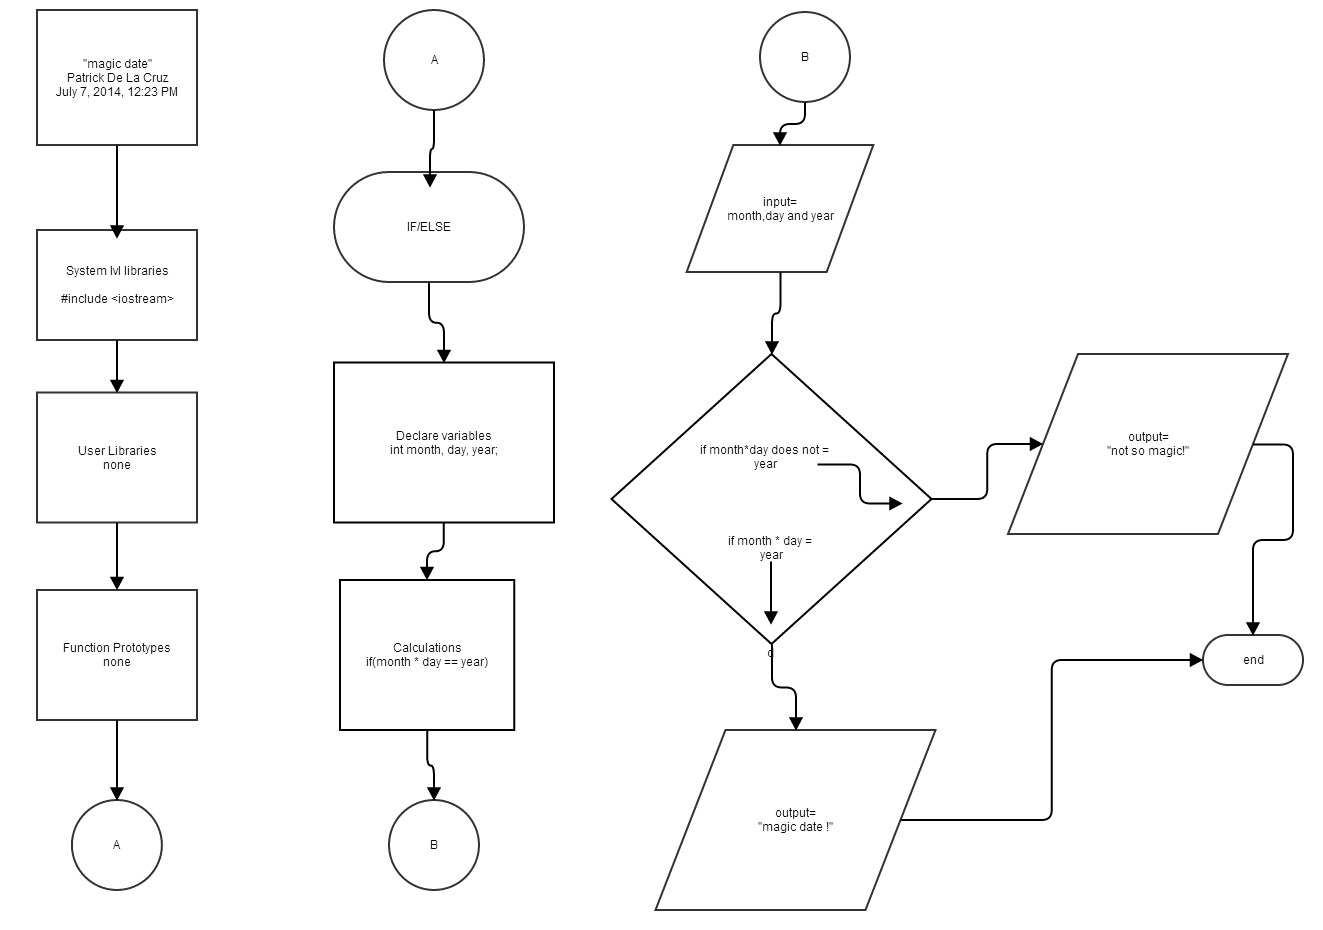 "magic date"
Patrick De La Cruz
July 7, 2014, 12:23 PM
System lvl libraries
#include <iostream>
User Libraries
none
Function Prototypes
none
A
A
IF/ELSE
Declare variables
int month, day, year;
Calculations
if(month * day == year)
B
B
input=
month,day and year
if month*day does not =
year
if month * day =
year
output=
"not so magic!"
end
output=
"magic date !"